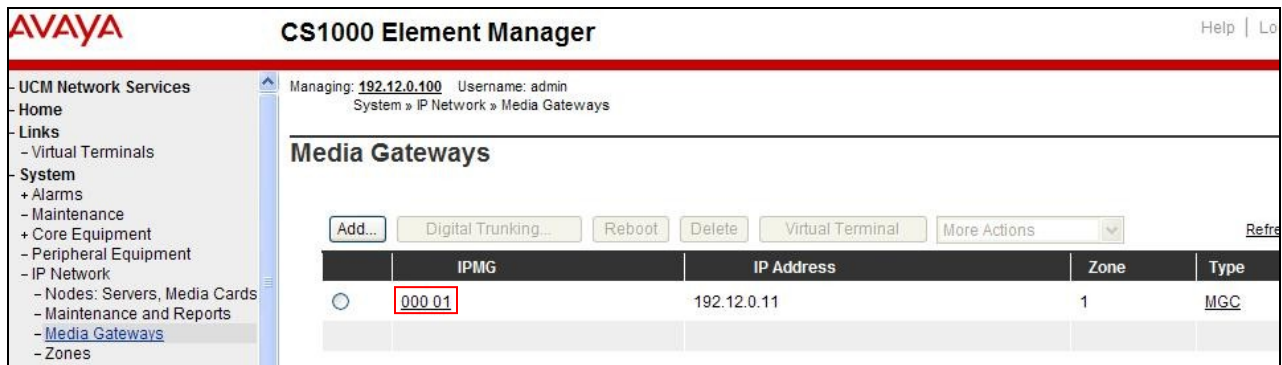 AVAYA
CS1000 Element Manager
Help | Lo
- UCM Network Services
- Home
- Links
- Virtual Terminals
- System
+ Alarms
- Maintenance
+ Core Equipment
- Peripheral Equipment
- IP Network
- Nodes: Servers, Media Cards
- Maintenance and Reports
- Media Gateways
- Zones
Managing: 192.12.0.100 Username: admin
System » IP Network » Media Gateways
Media Gateways
Add... Digital Trunking... Reboot Delete Virtual Terminal More Actions Refre
IPMG IP Address Zone Type
000 01 192.12.0.11 1 MGC